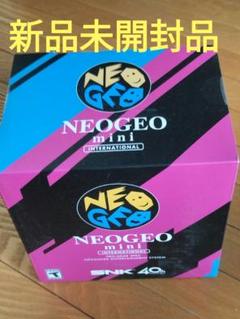 新品未開封品
NEO
GEO
NEOGEO
mini
INTERNATIONAL
NEO
GEO
NEOGEO
mini
INTERNATIONAL
SNK 40th